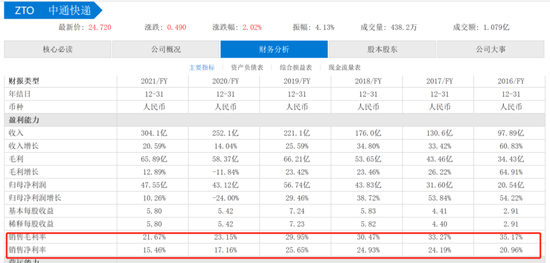 ZTO 中通快递
最新价: 24.720 涨跌: 0.490 涨跌幅: 2.02% 振幅: 4.13% 成交量: 438.2万 成交额: 1.079亿
核心必读 公司概况 财务分析 股本股东 公司大事
主要指标 资产负债表 综合损益表 现金流量表
财报类型 2021/FY 2020/FY 2019/FY 2018/FY 2017/FY 2016/FY
年结日 12-31 12-31 12-31 12-31 12-31 12-31
币种 人民币 人民币 人民币 人民币 人民币 人民币
盈利能力
收入 304.1亿 252.1亿 221.1亿 176.0亿 130.6亿 97.89亿
收入增长 20.59% 14.04% 25.59% 34.80% 33.42% 60.83%
毛利 65.89亿 58.37亿 66.21亿 53.65亿 43.46亿 34.43亿
毛利增长 12.89% -11.84% 23.42% 23.46% 26.22% 64.91%
归母净利润 47.55亿 43.12亿 56.74亿 43.83亿 31.60亿 20.54亿
归母净利润增长 10.26% -24.00% 29.46% 38.72% 53.84% 54.22%
基本每股收益 5.80 5.42 7.24 5.83 4.41 2.91
稀释每股收益 5.80 5.42 7.23 5.82 4.40 2.91
销售毛利率 21.67% 23.15% 29.95% 30.47% 33.27% 35.17%
销售净利率 15.46% 17.16% 25.65% 24.93% 24.19% 20.96%